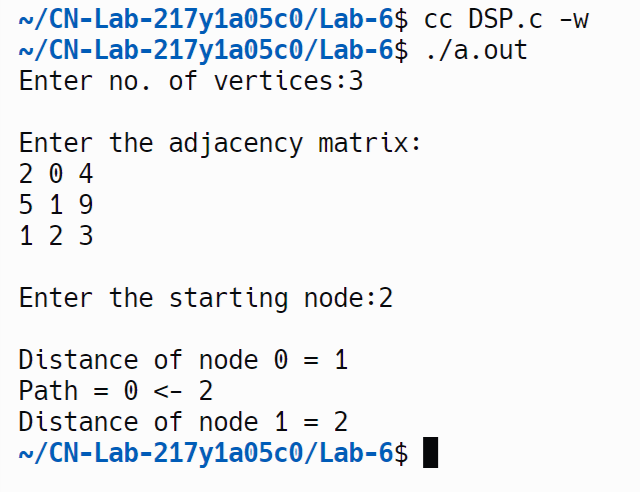 ~/CN-Lab-217y1a05c0/Lab-6$ cc DSP.c -w
~/CN-Lab-217y1a05c0/Lab-6$ ./a.out
Enter no. of vertices:3
Enter the adjacency matrix:
2 0 4
5 1 9
1 2 3
Enter the starting node:2
Distance of node 0 = 1
Path = 0 <- 2
Distance of node 1 = 2
~/CN-Lab-217y1a05c0/Lab-6$